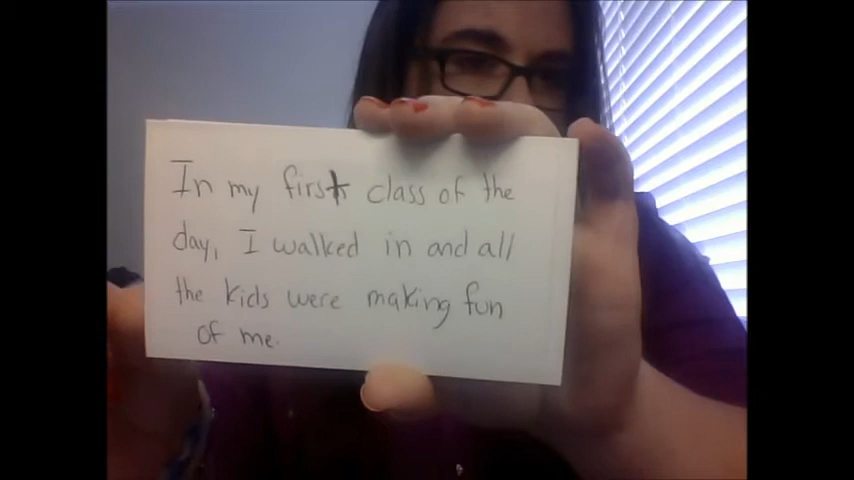 In my first class of the
day, I walked in and all
the kids were making fun
of me.